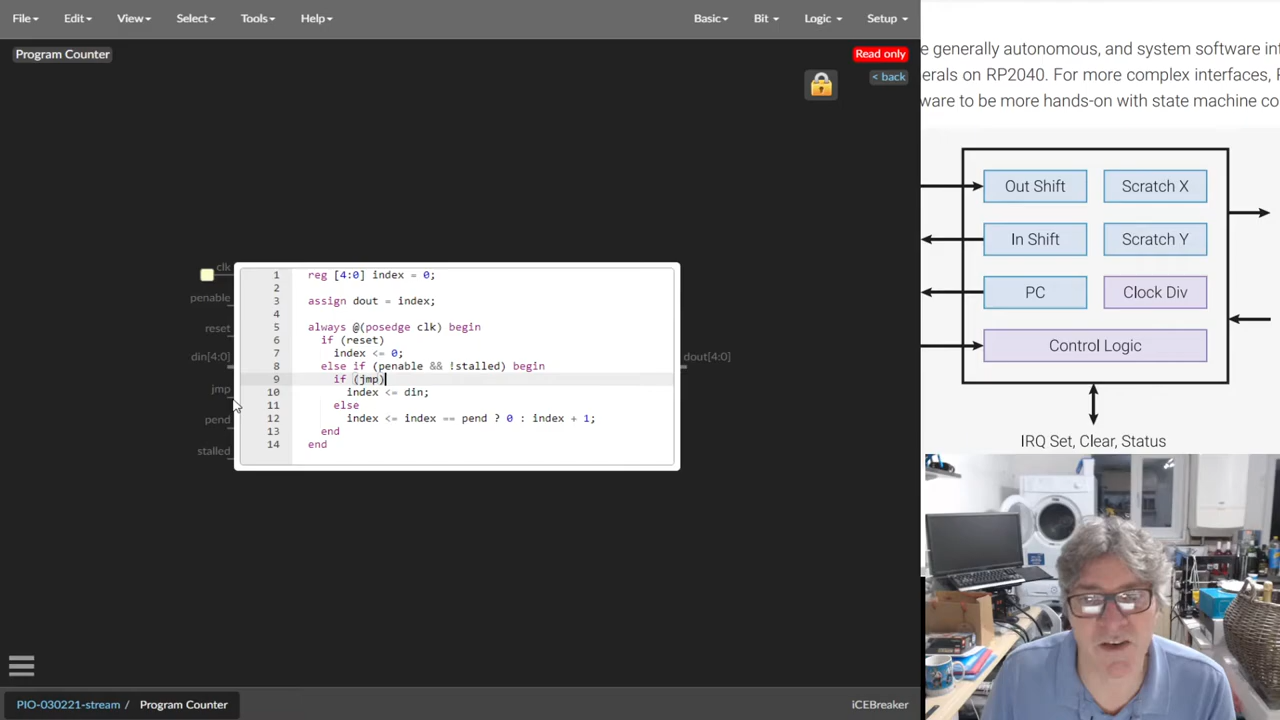 File Edit View Select Tools Help Basic Bit Logic Setup
Program Counter
Read only
< back
clk
penable
reset
din[4:0]
jmp
pend
stalled
1 reg [4:0] index = 0;
2
3 assign dout = index;
4
5 always @(posedge clk) begin
6 if (reset)
7 index <= 0;
8 else if (penable && !stalled) begin
9 if (jmp)
10 index <= din;
11 else
12 index <= index == pend ? 0 : index + 1;
13 end
14 end
dout[4:0]
PIO-030221-stream / Program Counter
iCEBreaker
e generally autonomous, and system software in
erals on RP2040. For more complex interfaces,
ware to be more hands-on with state machine co
Out Shift Scratch X
In Shift Scratch Y
PC Clock Div
Control Logic
IRQ Set, Clear, Status